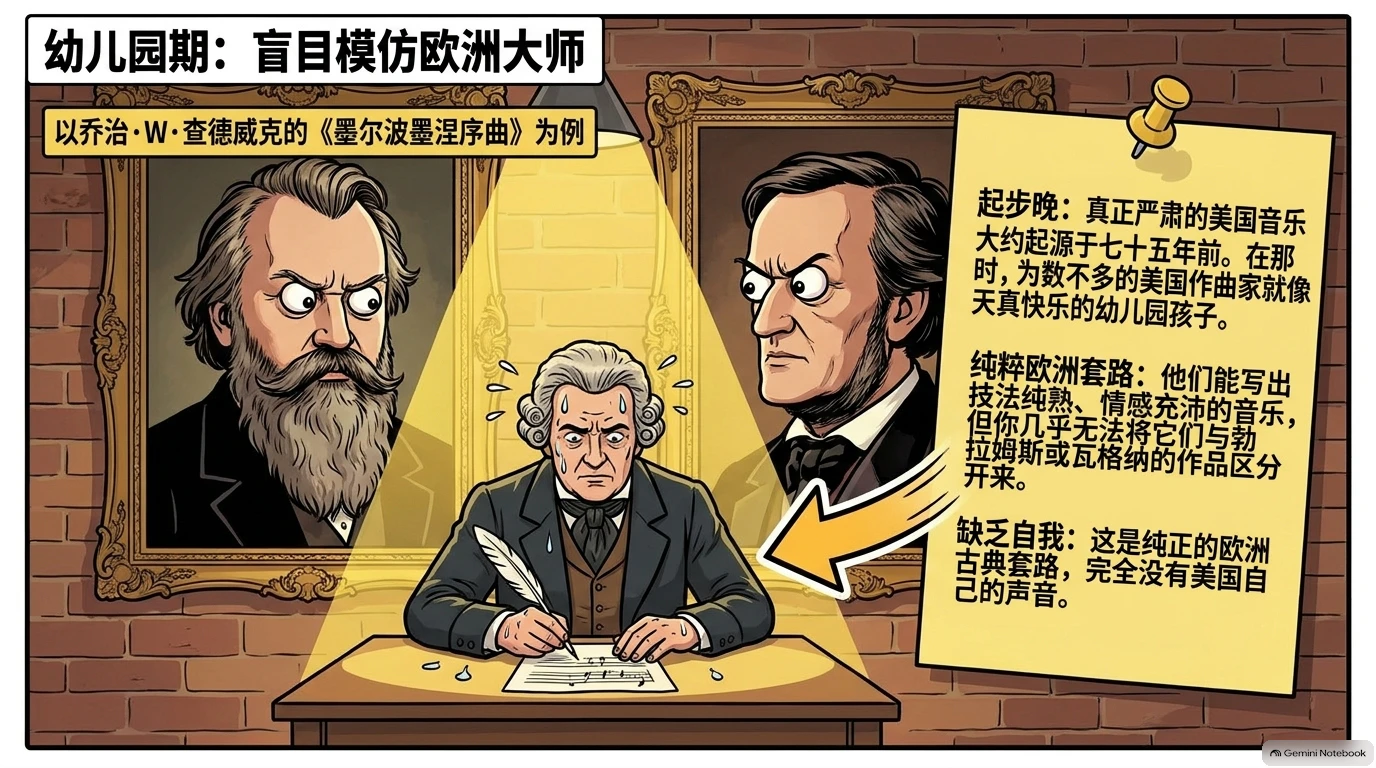 幼儿园期：盲目模仿欧洲大师
以乔治·W·查德威克的《墨尔波墨涅序曲》为例
起步晚：真正严肃的美国音乐
大约起源于七十五年前。在那
时，为数不多的美国作曲家就像
天真快乐的幼儿园孩子。
纯粹欧洲套路：他们能写出
技法纯熟、情感充沛的音乐，
但你几乎无法将它们与勃
拉姆斯或瓦格纳的作品区分
开来。
缺乏自我：这是纯正的欧洲
古典套路，完全没有美国自
己的声音。
Gemini Notebook